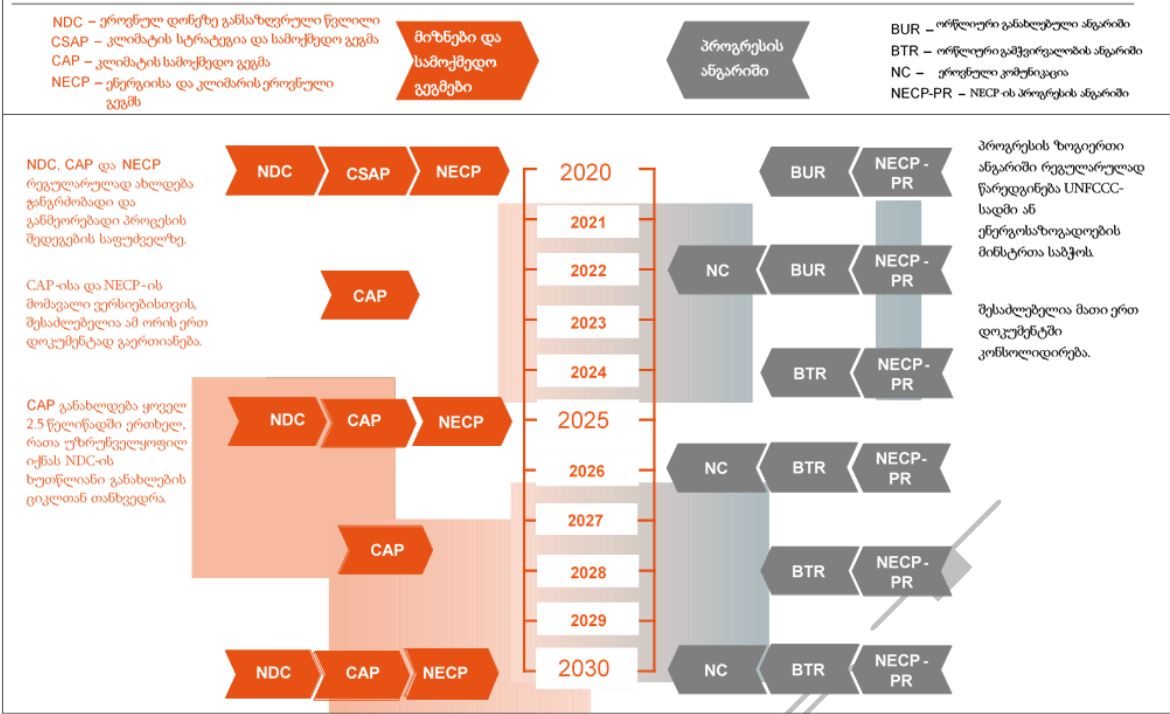 NDC – ეროვნულ დონეზე განსაზღვრული წვლილი
CSAP – კლიმატის სტრატეგია და სამოქმედო გეგმა
CAP – კლიმატის სამოქმედო გეგმა
NECP – ენერგიისა და კლიმარის ეროვნული
გეგმს
მიზნები და
სამოქმედო
გეგმები
პროგრესის
ანგარიში
BUR – ორწლიური განახლებული ანგარიში
BTR – ორწლიური გამჭვირვალობის ანგარიში
NC – ეროვნული კომუნიკაცია
NECP-PR – NECP-ის პროგრესის ანგარიში
NDC, CAP და NECP
რეგულარულად ახლდება
ჯანგრძობადი და
განმეორებადი პროცესის
შედეგების საფუძველზე.
CAP-ისა და NECP-ის
მომავალი ვერსიებისთვის,
შესაძლებელია ამ ორის ერთ
დოკუმენტად გაერთიანება.
CAP განახლდება ყოველ
2.5 წელიწადში ერთხელ,
რათა უზრუნველყოფილ
იქნას NDC-ის
ხუთწლიანი განახლების
ციკლთან თანხვედრა.
NDC CSAP NECP
2020
BUR NECP-
PR
2021
CAP
2022
NC BUR NECP-
PR
2023
2024
BTR NECP-
PR
NDC CAP NECP
2025
2026
NC BTR NECP-
PR
2027
CAP
2028
BTR NECP-
PR
2029
NDC CAP NECP
2030
NC BTR NECP-
PR
პროგრესის ზოგიერთი
ანგარიში რეგულარულად
წარედგინება UNFCCC-
სადმი ან
ენერგოსაზოგადოების
მინსტრთა საბჭოს.
შესაძლებელია მათი ერთ
დოკუმენტში
კონსოლიდირება.